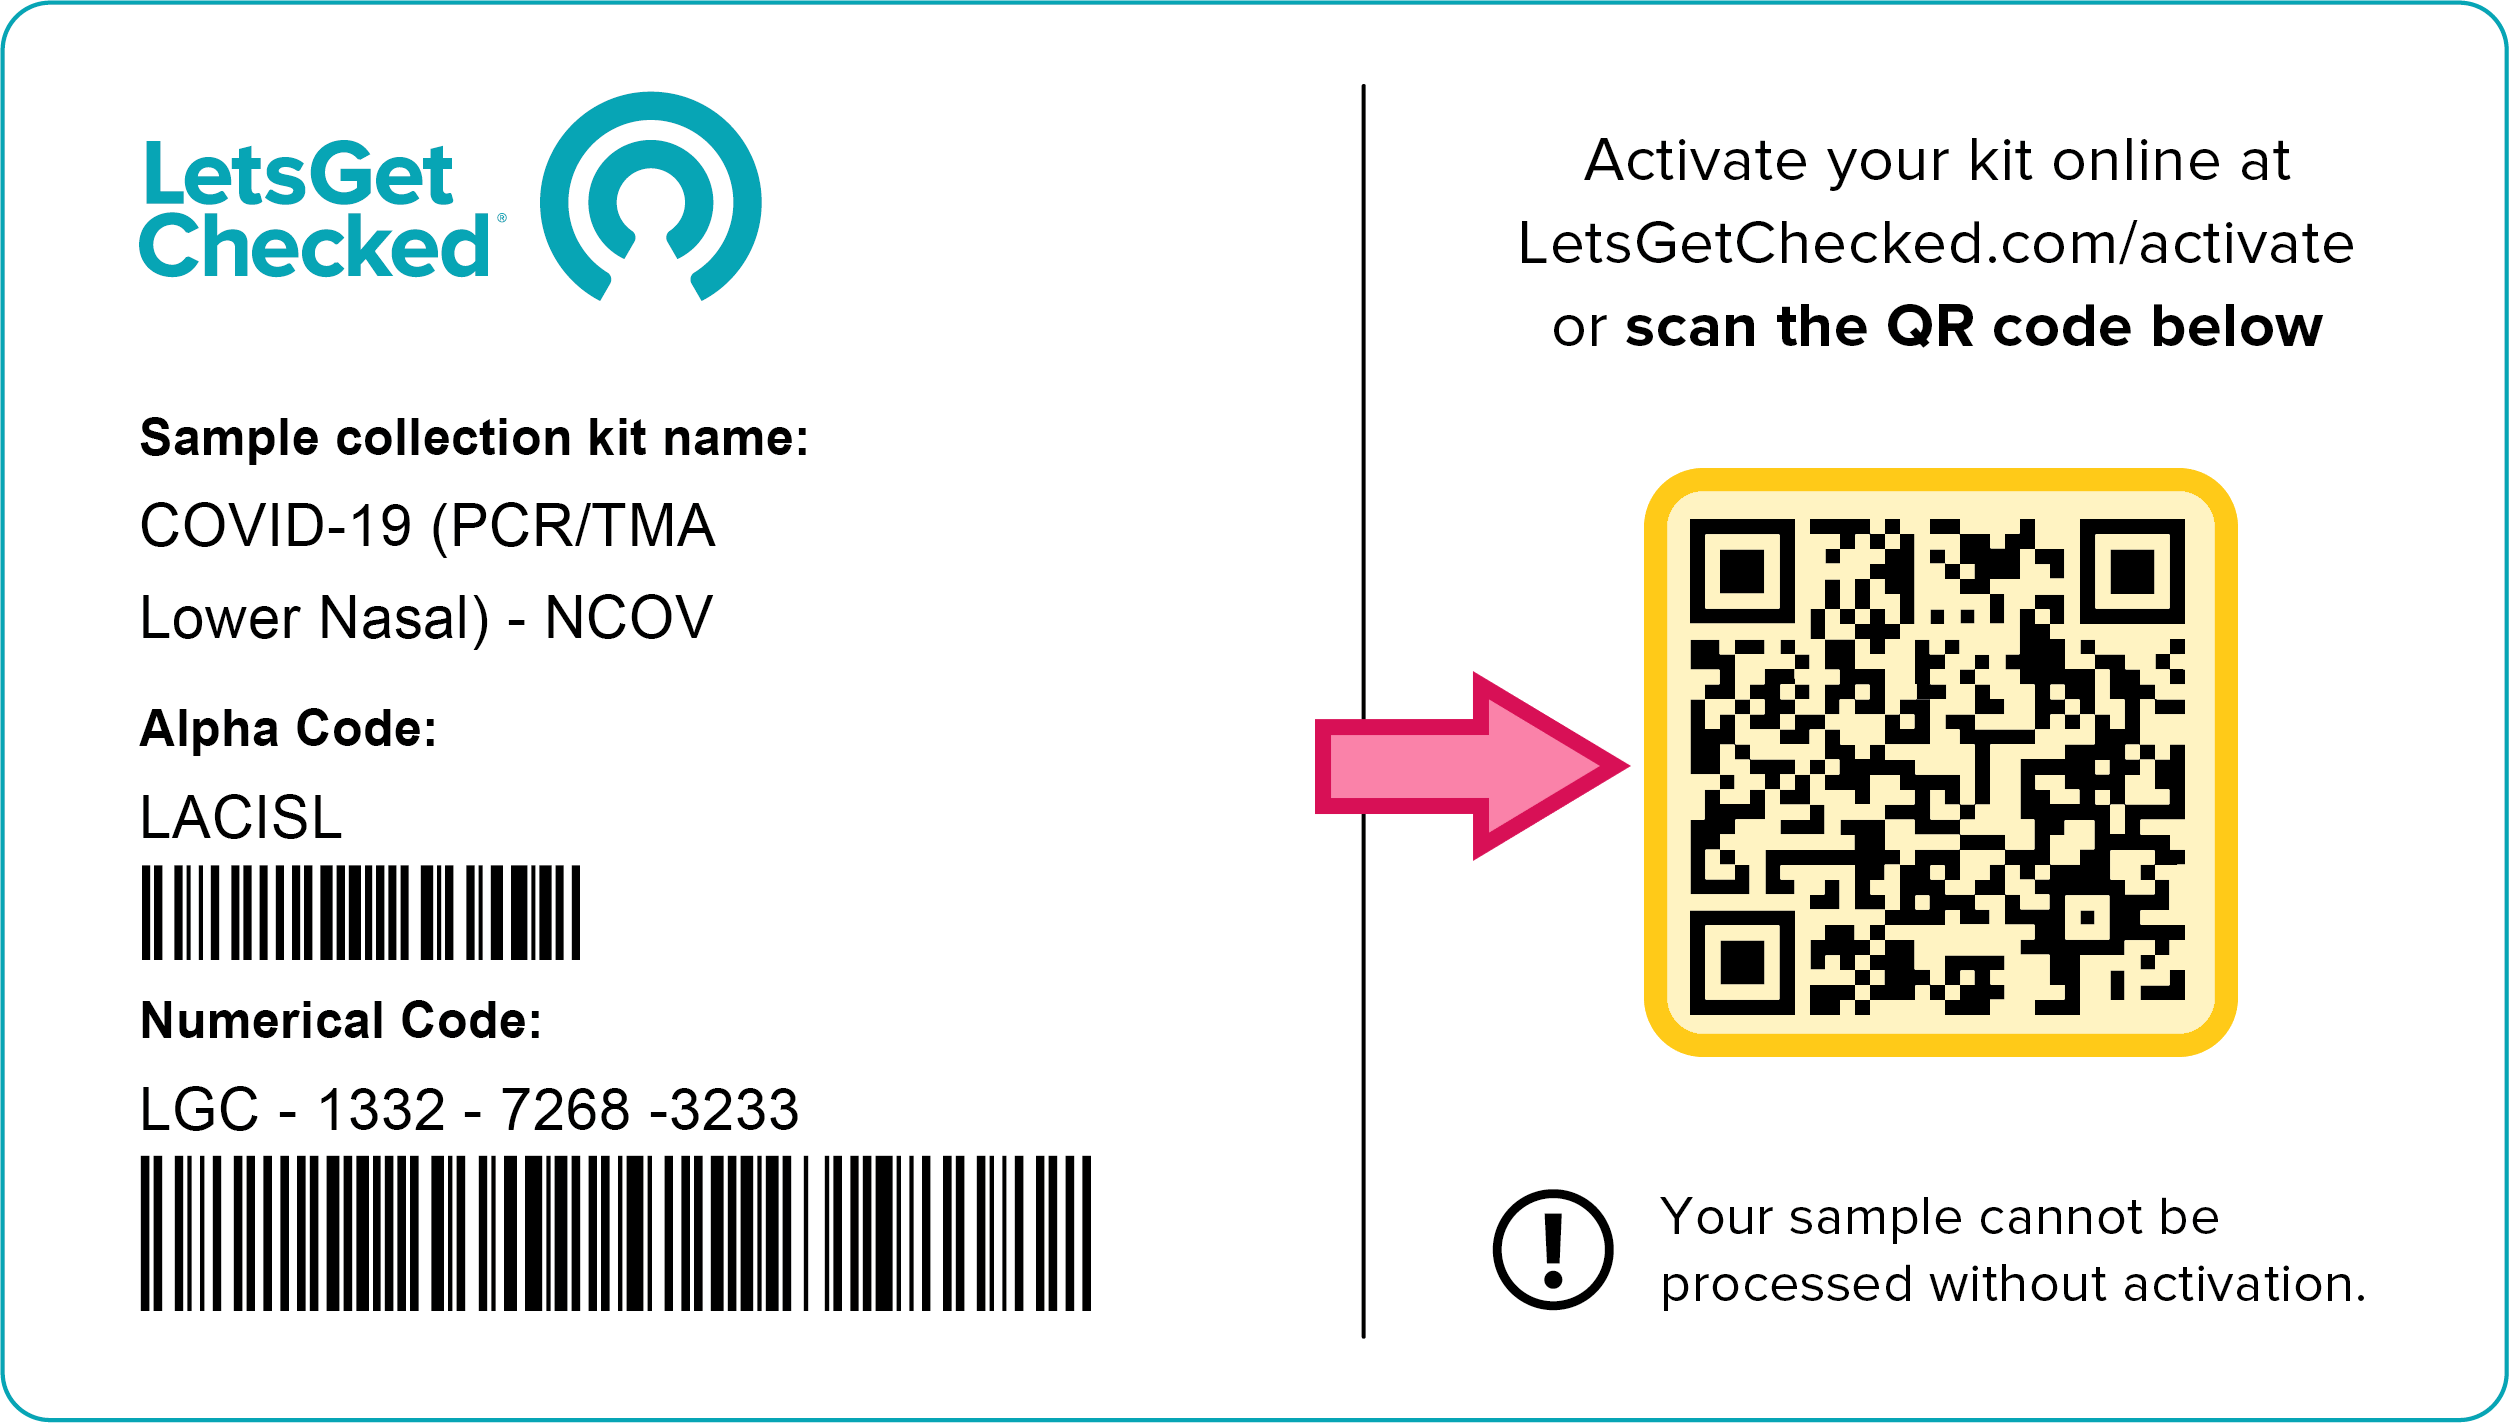 LetsGet
Checked®
Sample collection kit name:
COVID-19 (PCR/TMA
Lower Nasal) - NCOV
Alpha Code:
LACISL
Numerical Code:
LGC - 1332 - 7268 -3233
Activate your kit online at
LetsGetChecked.com/activate
or scan the QR code below
Your sample cannot be
processed without activation.